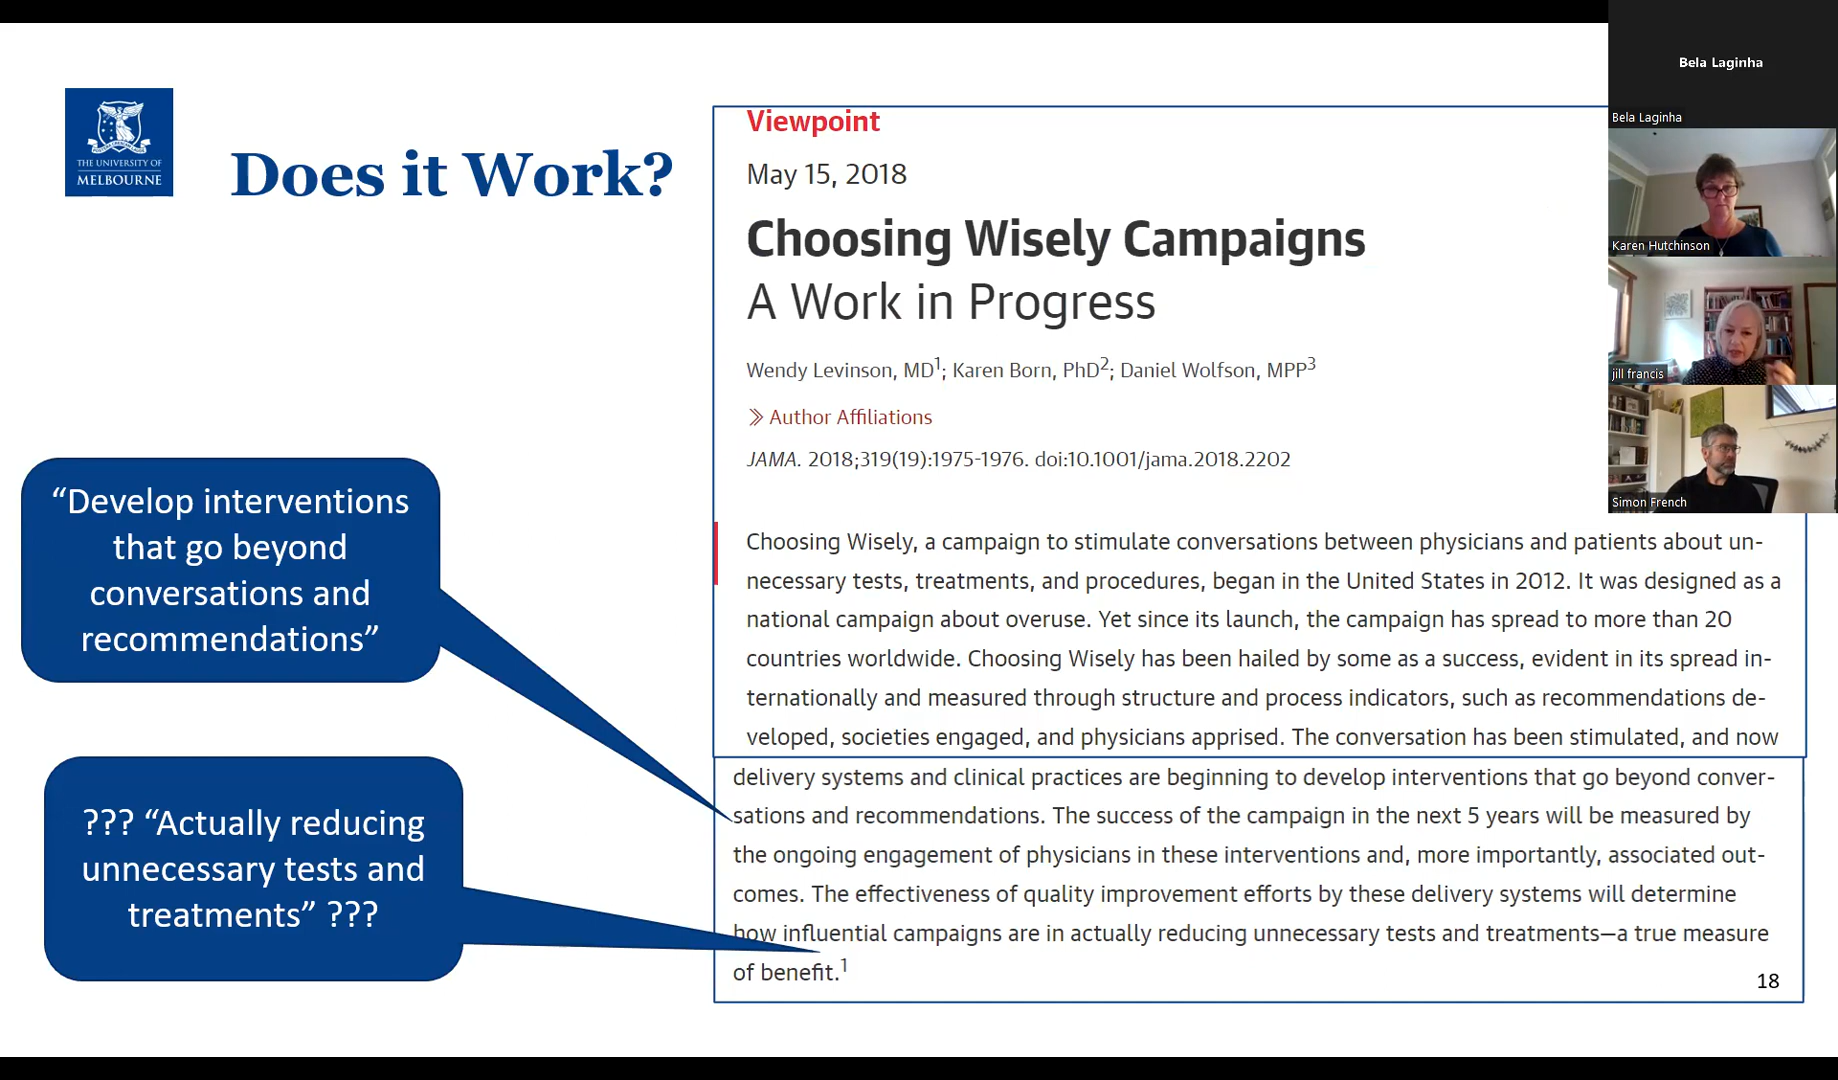 THE UNIVERSITY OF
MELBOURNE
Does it Work?
Viewpoint
May 15, 2018
Choosing Wisely Campaigns
A Work in Progress
Wendy Levinson, MD1; Karen Born, PhD2; Daniel Wolfson, MPP3
≫ Author Affiliations
JAMA. 2018;319(19):1975-1976. doi:10.1001/jama.2018.2202
Choosing Wisely, a campaign to stimulate conversations between physicians and patients about un-
necessary tests, treatments, and procedures, began in the United States in 2012. It was designed as a
national campaign about overuse. Yet since its launch, the campaign has spread to more than 20
countries worldwide. Choosing Wisely has been hailed by some as a success, evident in its spread in-
ternationally and measured through structure and process indicators, such as recommendations de-
veloped, societies engaged, and physicians apprised. The conversation has been stimulated, and now
delivery systems and clinical practices are beginning to develop interventions that go beyond conver-
sations and recommendations. The success of the campaign in the next 5 years will be measured by
the ongoing engagement of physicians in these interventions and, more importantly, associated out-
comes. The effectiveness of quality improvement efforts by these delivery systems will determine
how influential campaigns are in actually reducing unnecessary tests and treatments—a true measure
of benefit.1
“Develop interventions
that go beyond
conversations and
recommendations”
??? “Actually reducing
unnecessary tests and
treatments” ???
18
Bela Laginha
Bela Laginha
Karen Hutchinson
jill francis
Simon French